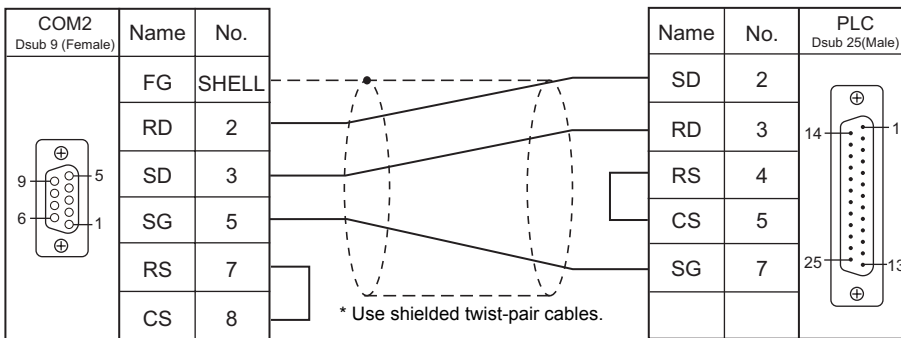 COM2
Dsub 9 (Female)
Name No.
FG SHELL
RD 2
SD 3
SG 5
RS 7
CS 8
9
5
6
1
* Use shielded twist-pair cables.
Name No.
SD 2
RD 3
RS 4
CS 5
SG 7
PLC
Dsub 25(Male)
14
1
25
13